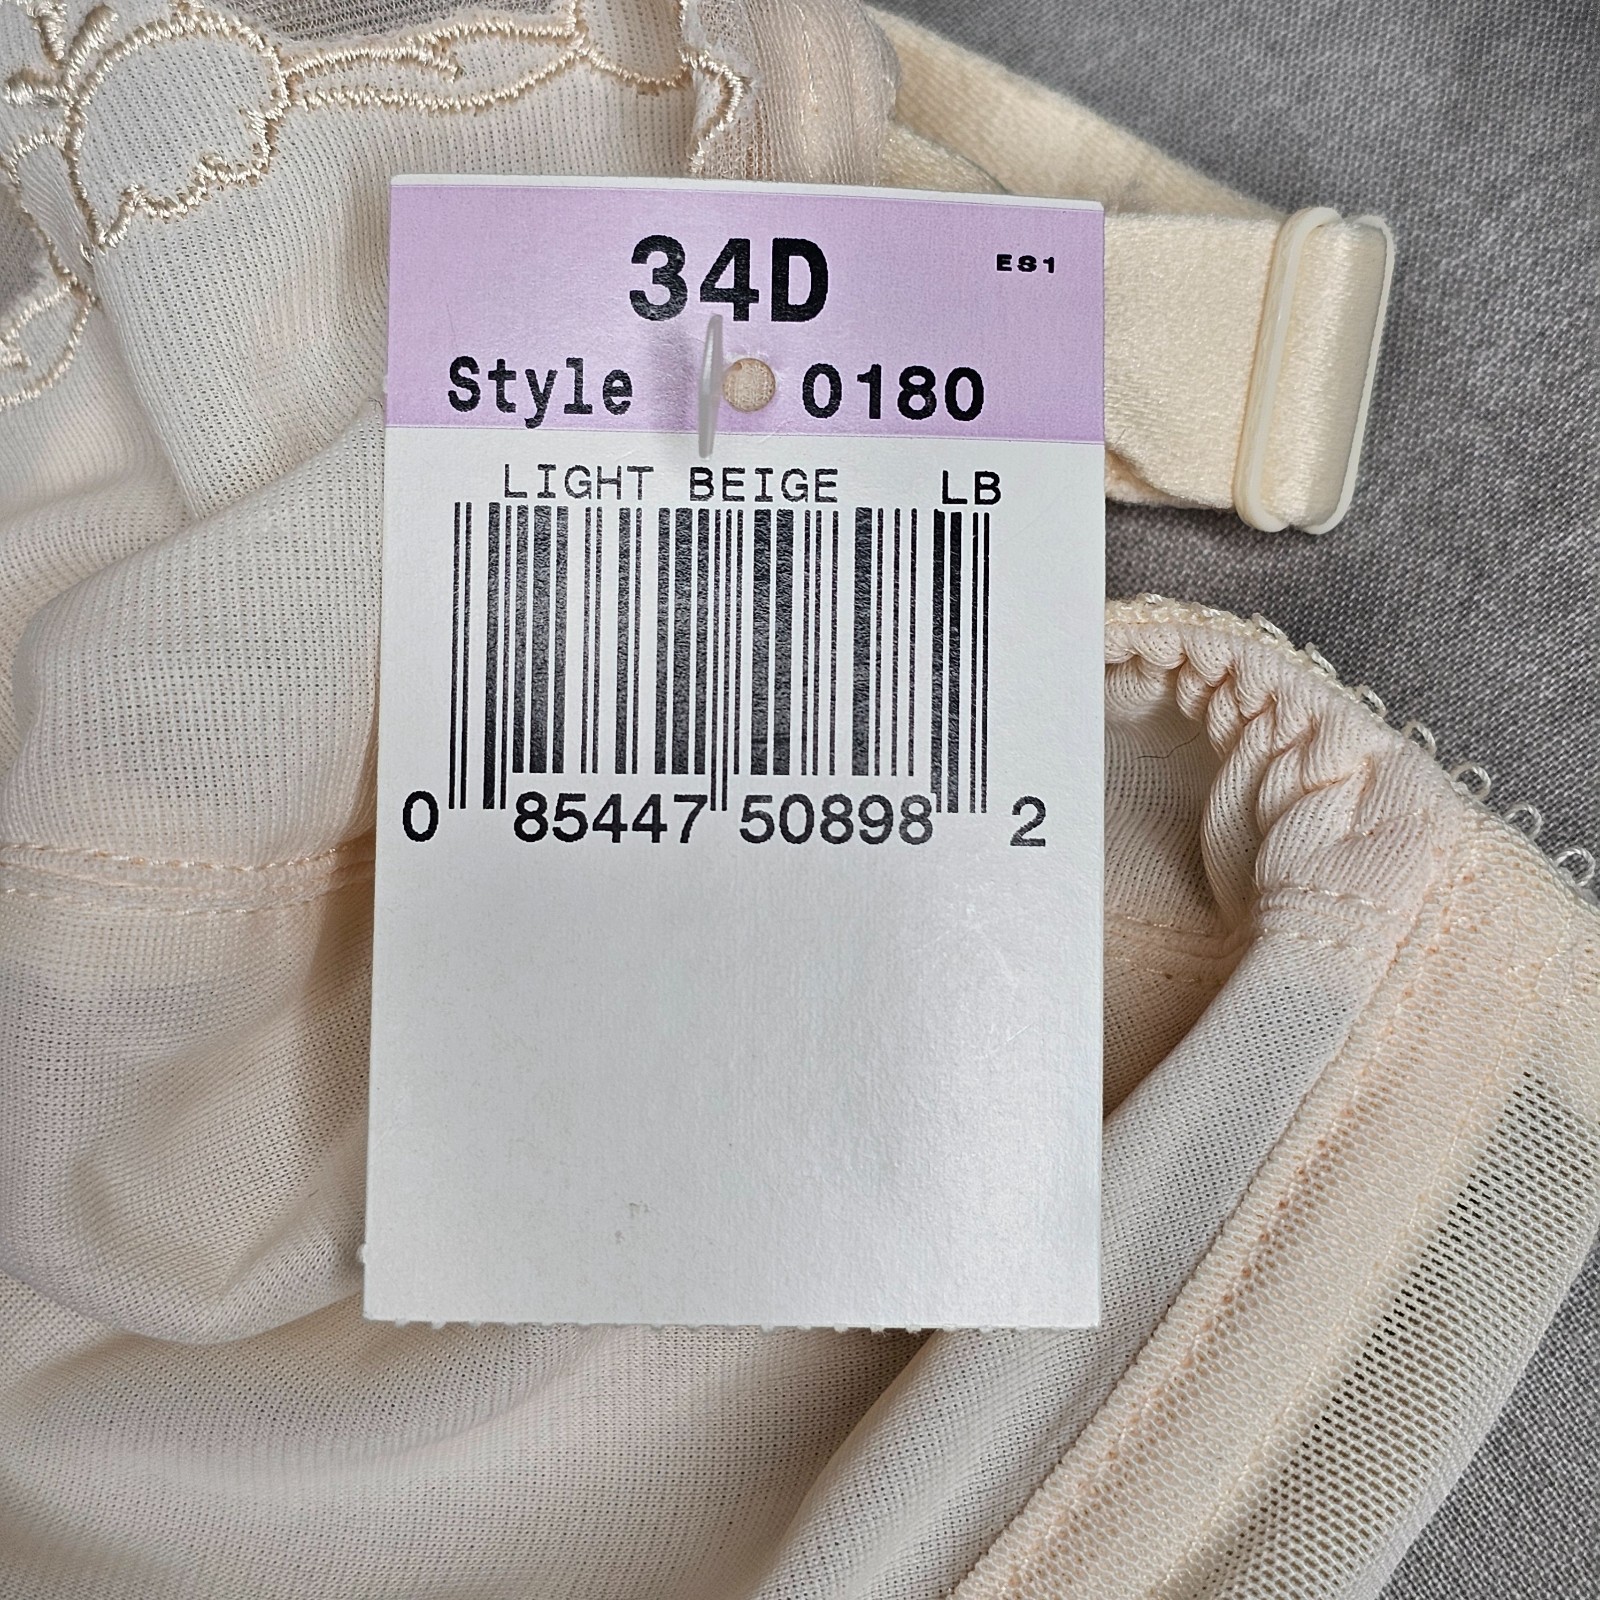 34D ES1
Style 0180
LIGHT BEIGE LB
0 85447 50898 2